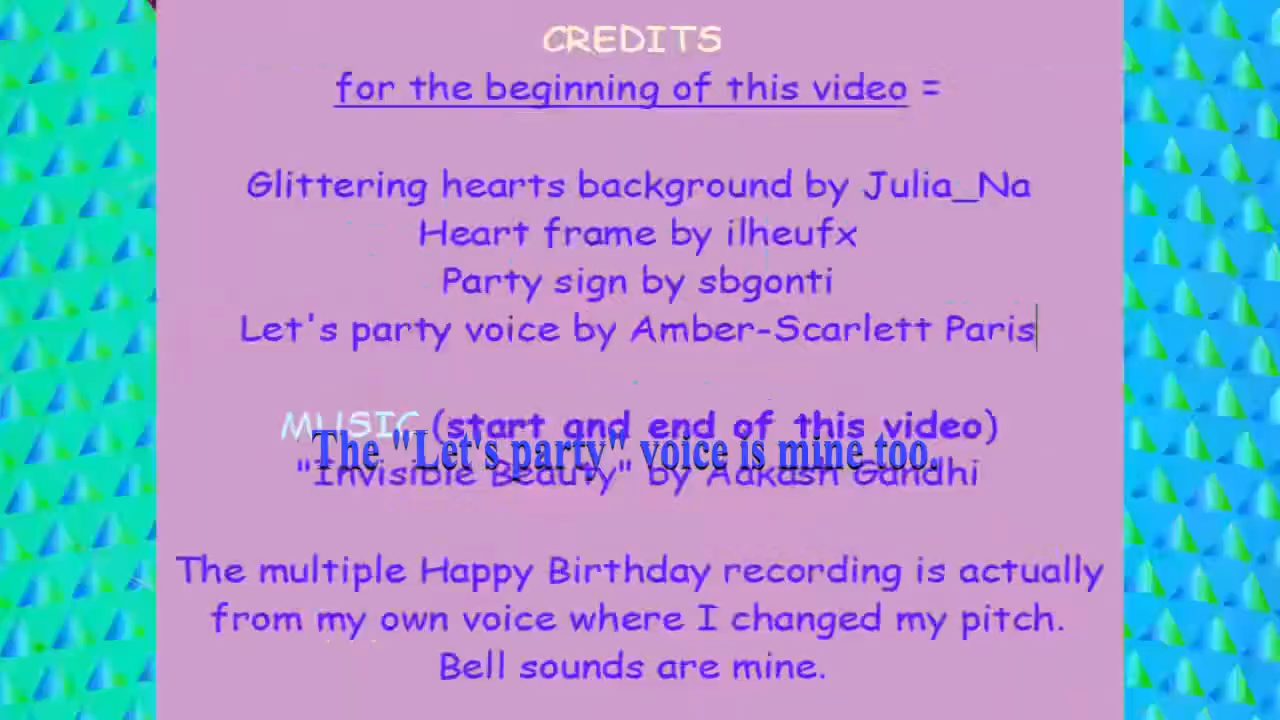 CREDITS
for the beginning of this video =
Glittering hearts background by Julia_Na
Heart frame by ilheufx
Party sign by sbgonti
Let's party voice by Amber-Scarlett Paris
MUSIC (start and end of this video)
The "Let's party" voice is mine too.
"Invisible Beauty" by Aakash Gandhi
The multiple Happy Birthday recording is actually
from my own voice where I changed my pitch.
Bell sounds are mine.